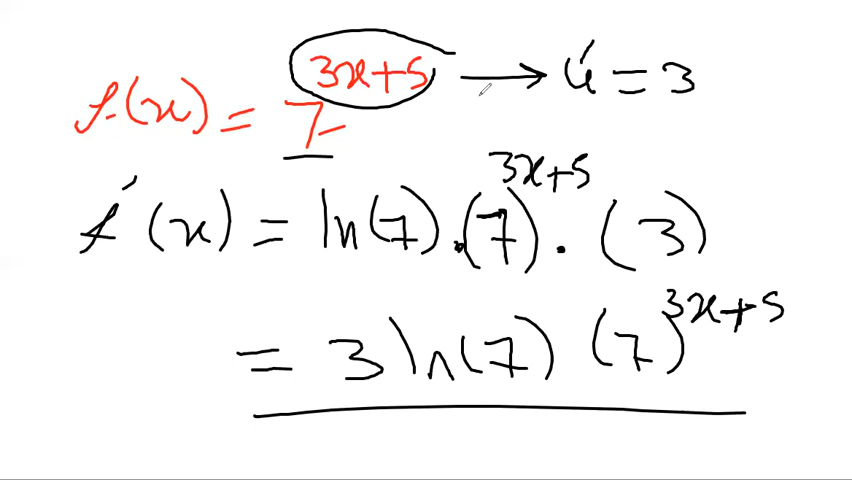 f(x) = 7^{3x+5} → u' = 3
f'(x) = ln(7) · (7)^{3x+5} · (3)
= 3 ln(7) (7)^{3x+5}